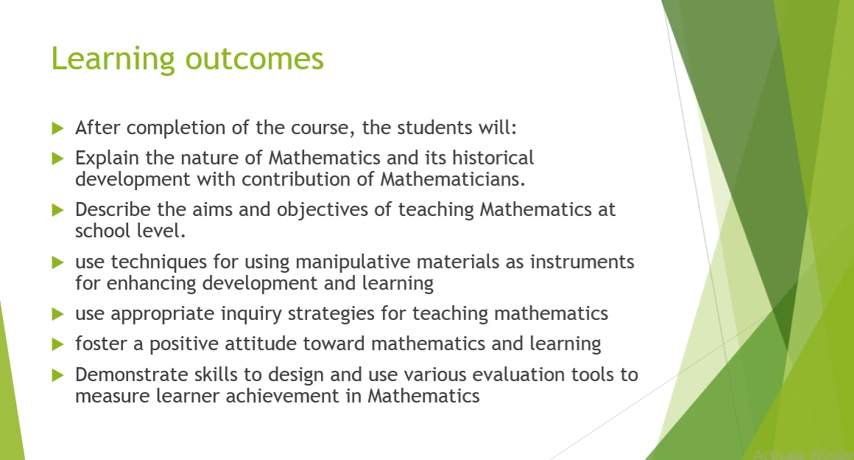 Learning outcomes
After completion of the course, the students will:
Explain the nature of Mathematics and its historical
development with contribution of Mathematicians.
Describe the aims and objectives of teaching Mathematics at
school level.
use techniques for using manipulative materials as instruments
for enhancing development and learning
use appropriate inquiry strategies for teaching mathematics
foster a positive attitude toward mathematics and learning
Demonstrate skills to design and use various evaluation tools to
measure learner achievement in Mathematics